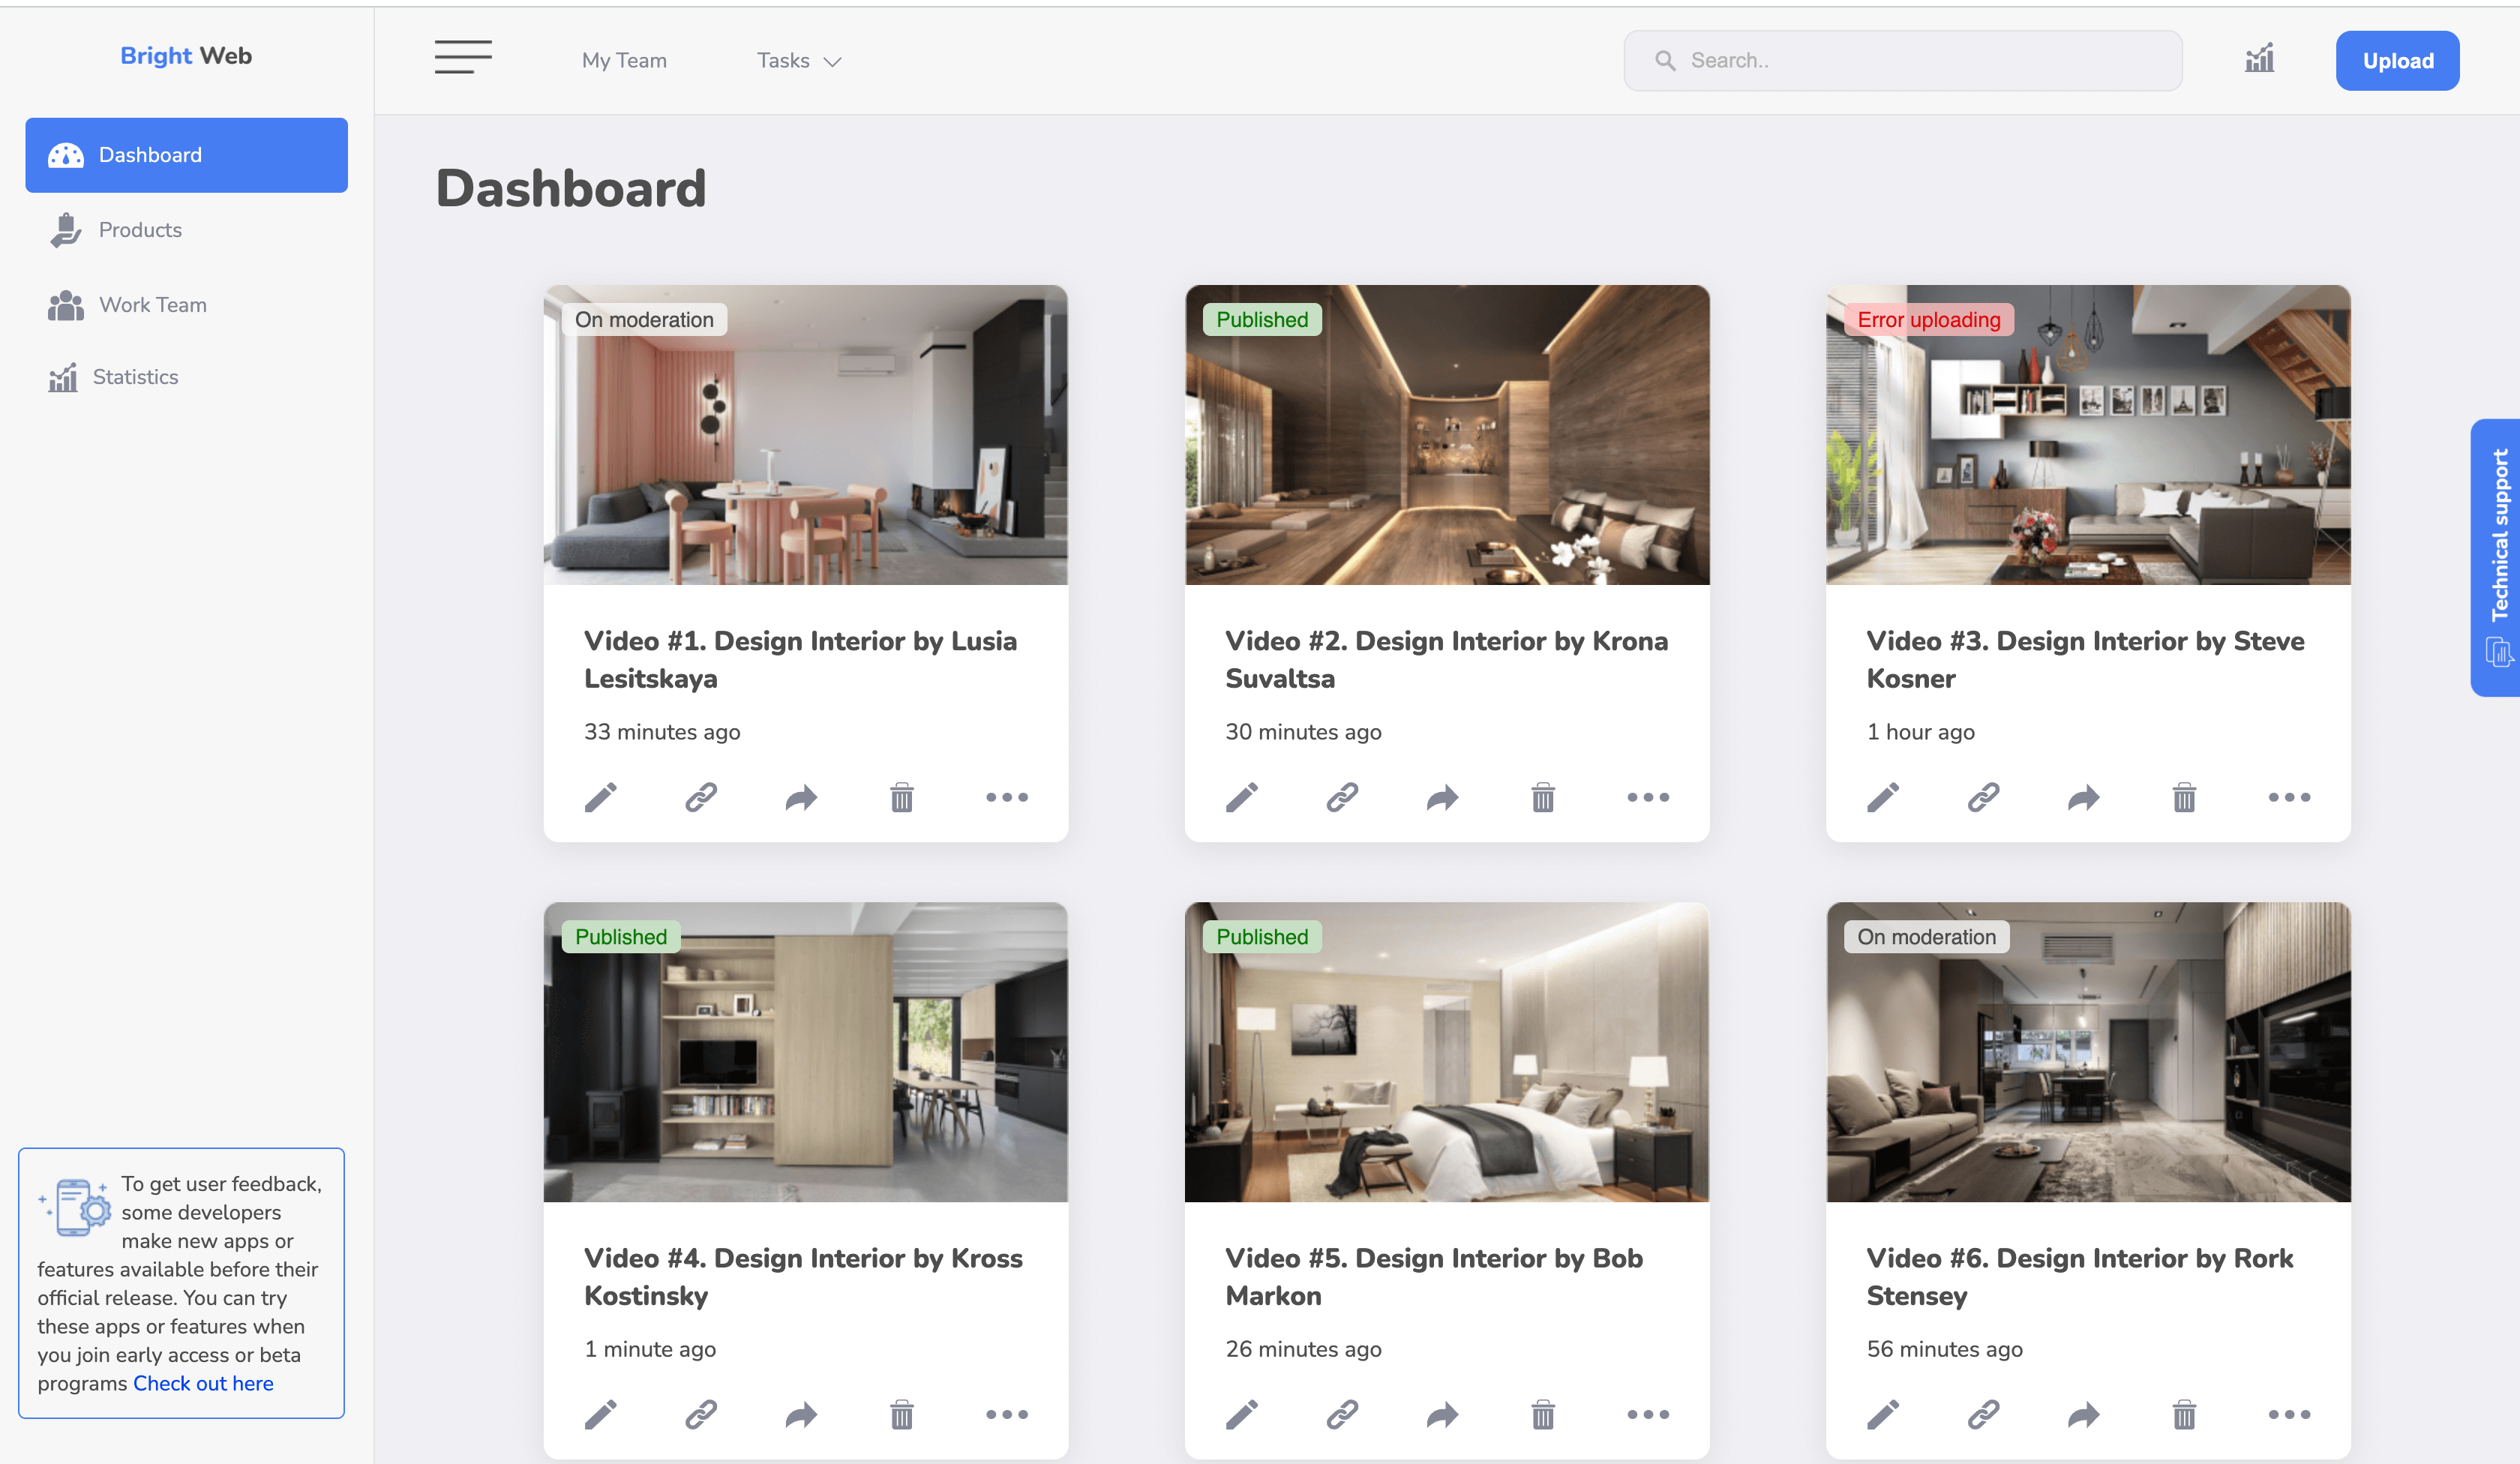 Bright Web
My Team
Tasks
Search..
Upload
Dashboard
Products
Work Team
Statistics
Dashboard
On moderation
Video #1. Design Interior by Lusia
Lesitskaya
33 minutes ago
Published
Video #2. Design Interior by Krona
Suvaltsa
30 minutes ago
Error uploading
Video #3. Design Interior by Steve
Kosner
1 hour ago
Published
Video #4. Design Interior by Kross
Kostinsky
1 minute ago
Published
Video #5. Design Interior by Bob
Markon
26 minutes ago
On moderation
Video #6. Design Interior by Rork
Stensey
56 minutes ago
Technical support
To get user feedback,
some developers
make new apps or
features available before their
official release. You can try
these apps or features when
you join early access or beta
programs Check out here